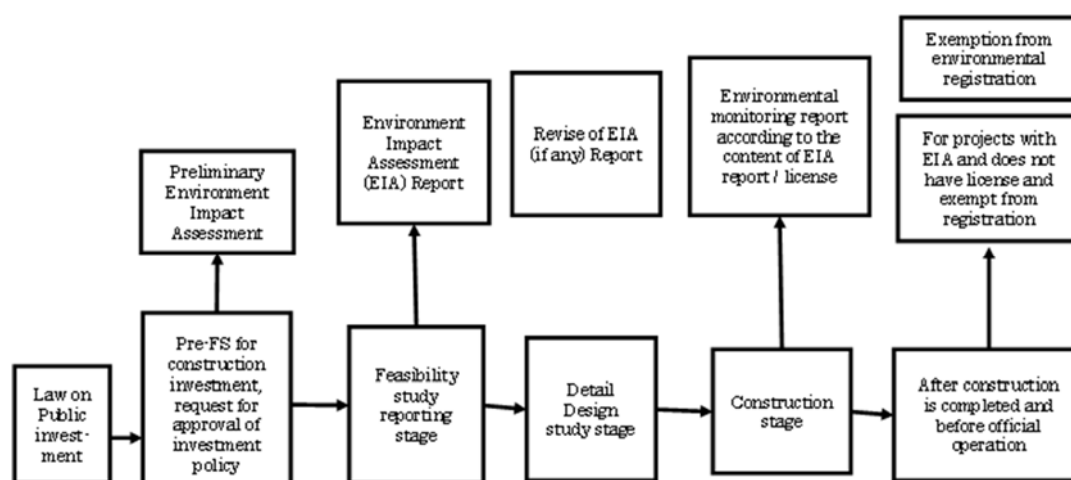 Exemption from
environmental
registration
Environmental
monitoring report
according to the
content of EIA
report / license
Environment
Impact
Assessment
(EIA) Report
Revise of EIA
(if any) Report
For projects with
EIA and does not
have license and
exempt from
registration
Preliminary
Environment
Impact
Assessment
Law on
Public
invest-
ment
Pre-FS for
construction
investment,
request for
approval of
investment
policy
Feasibility
study
reporting
stage
Detail
Design
study stage
Construction
stage
After construction
is completed and
before official
operation